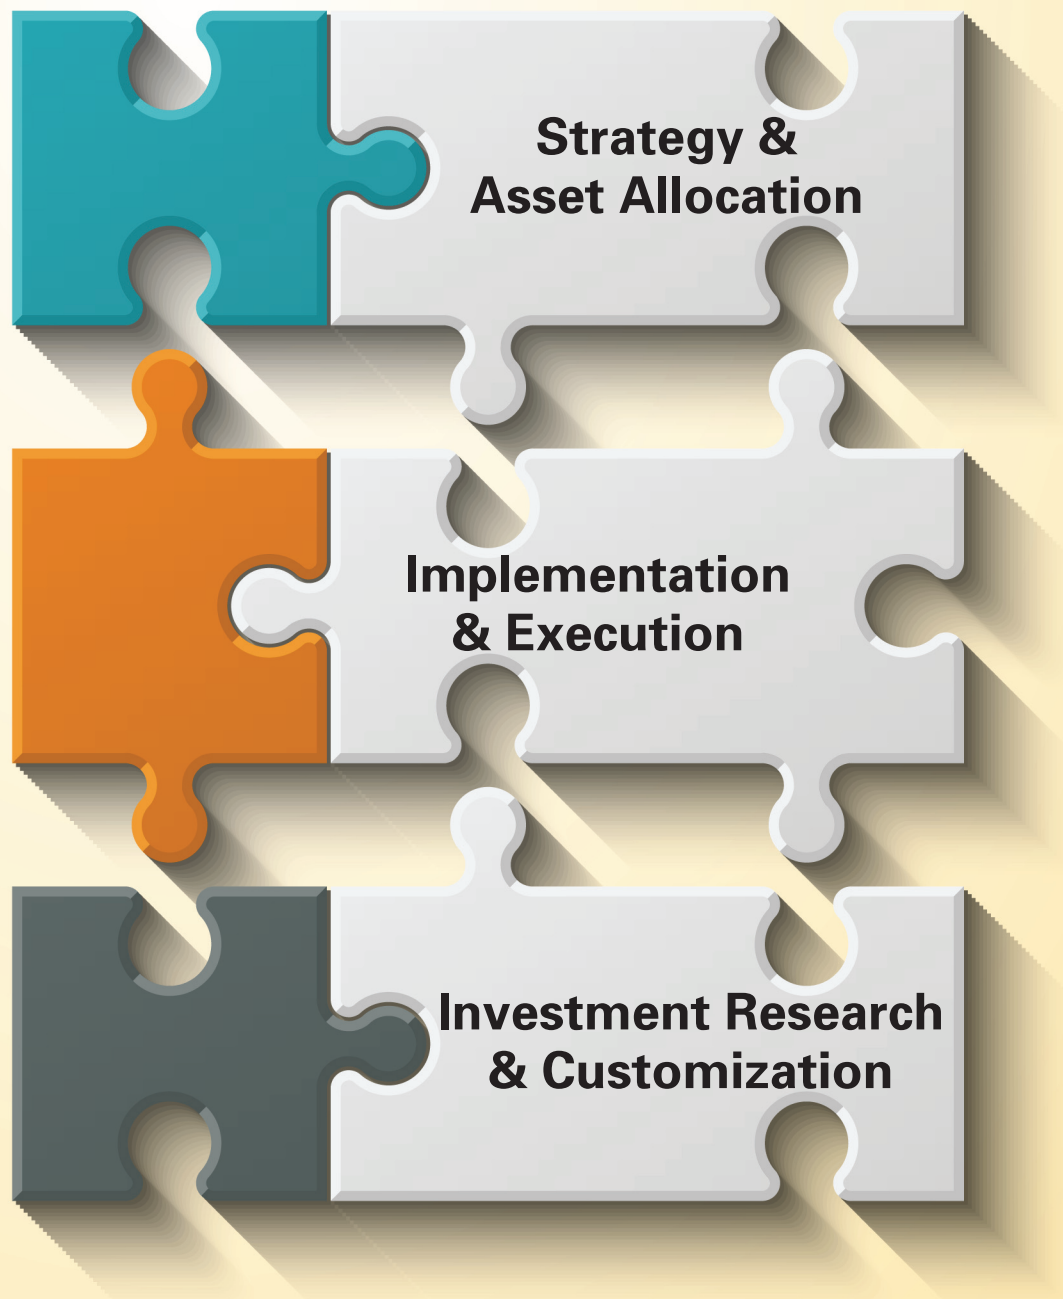 Strategy &
Asset Allocation
Implementation
& Execution
Investment Research
& Customization